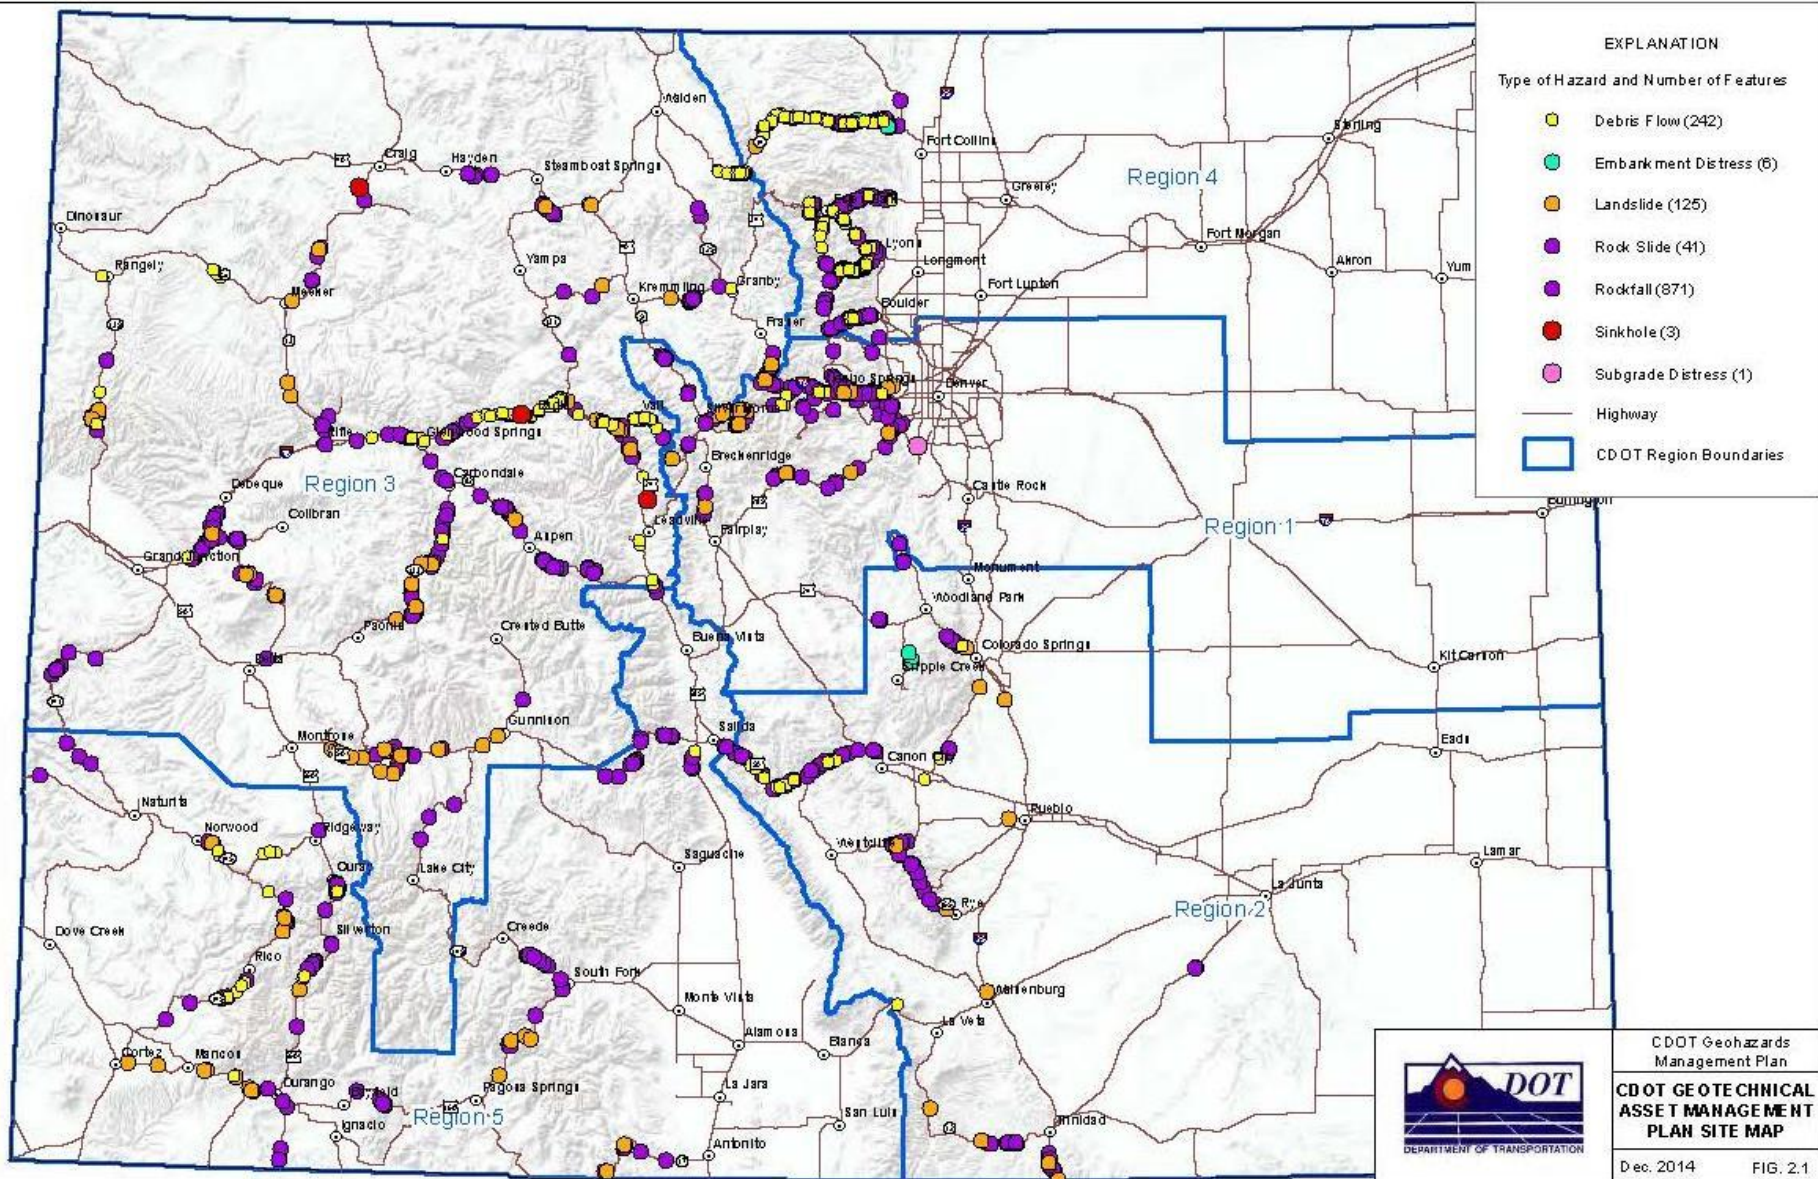 EXPLANATION
Type of Hazard and Number of Features
Debris Flow (242)
Embankment Distress (6)
Landslide (125)
Rock Slide (41)
Rockfall (871)
Sinkhole (3)
Subgrade Distress (1)
Highway
CDOT Region Boundaries
Walden
Fort Collins
Sterling
Craig
Hayden
Steamboat Springs
Region 4
Greeley
Dinosaur
Lyons
Fort Morgan
Rangely
Yampa
Longmont
Akron
Yum
Meeker
Kremmling
Granby
Fort Lupton
Boulder
Fraser
Denver
Vail
Rifle
Glenwood Springs
Breckenridge
Region 3
Carbondale
Debeque
Castle Rock
Collbran
Leadville
Region 1
Burlington
Grand Junction
Aspen
Fairplay
Monument
Woodland Park
Paonia
Crested Butte
Buena Vista
Colorado Springs
Delta
Cripple Creek
Kit Carson
Gunnison
Salida
Montrose
Canon City
Eads
Naturita
Norwood
Ridgeway
Pueblo
Westcliffe
Lamar
Saguache
Ouray
Lake City
La Junta
Rye
Region 2
Dove Creek
Silverton
Creede
Rico
South Fork
Monte Vista
Walsenburg
Alamosa
La Veta
Blanca
Cortez
Mancos
Durango
Bayfield
Pagosa Springs
La Jara
Region 5
San Luis
Ignacio
Antonito
Trinidad
DOT
DEPARTMENT OF TRANSPORTATION
CDOT Geohazards
Management Plan
CDOT GEOTECHNICAL
ASSET MANAGEMENT
PLAN SITE MAP
Dec. 2014
FIG. 2.1